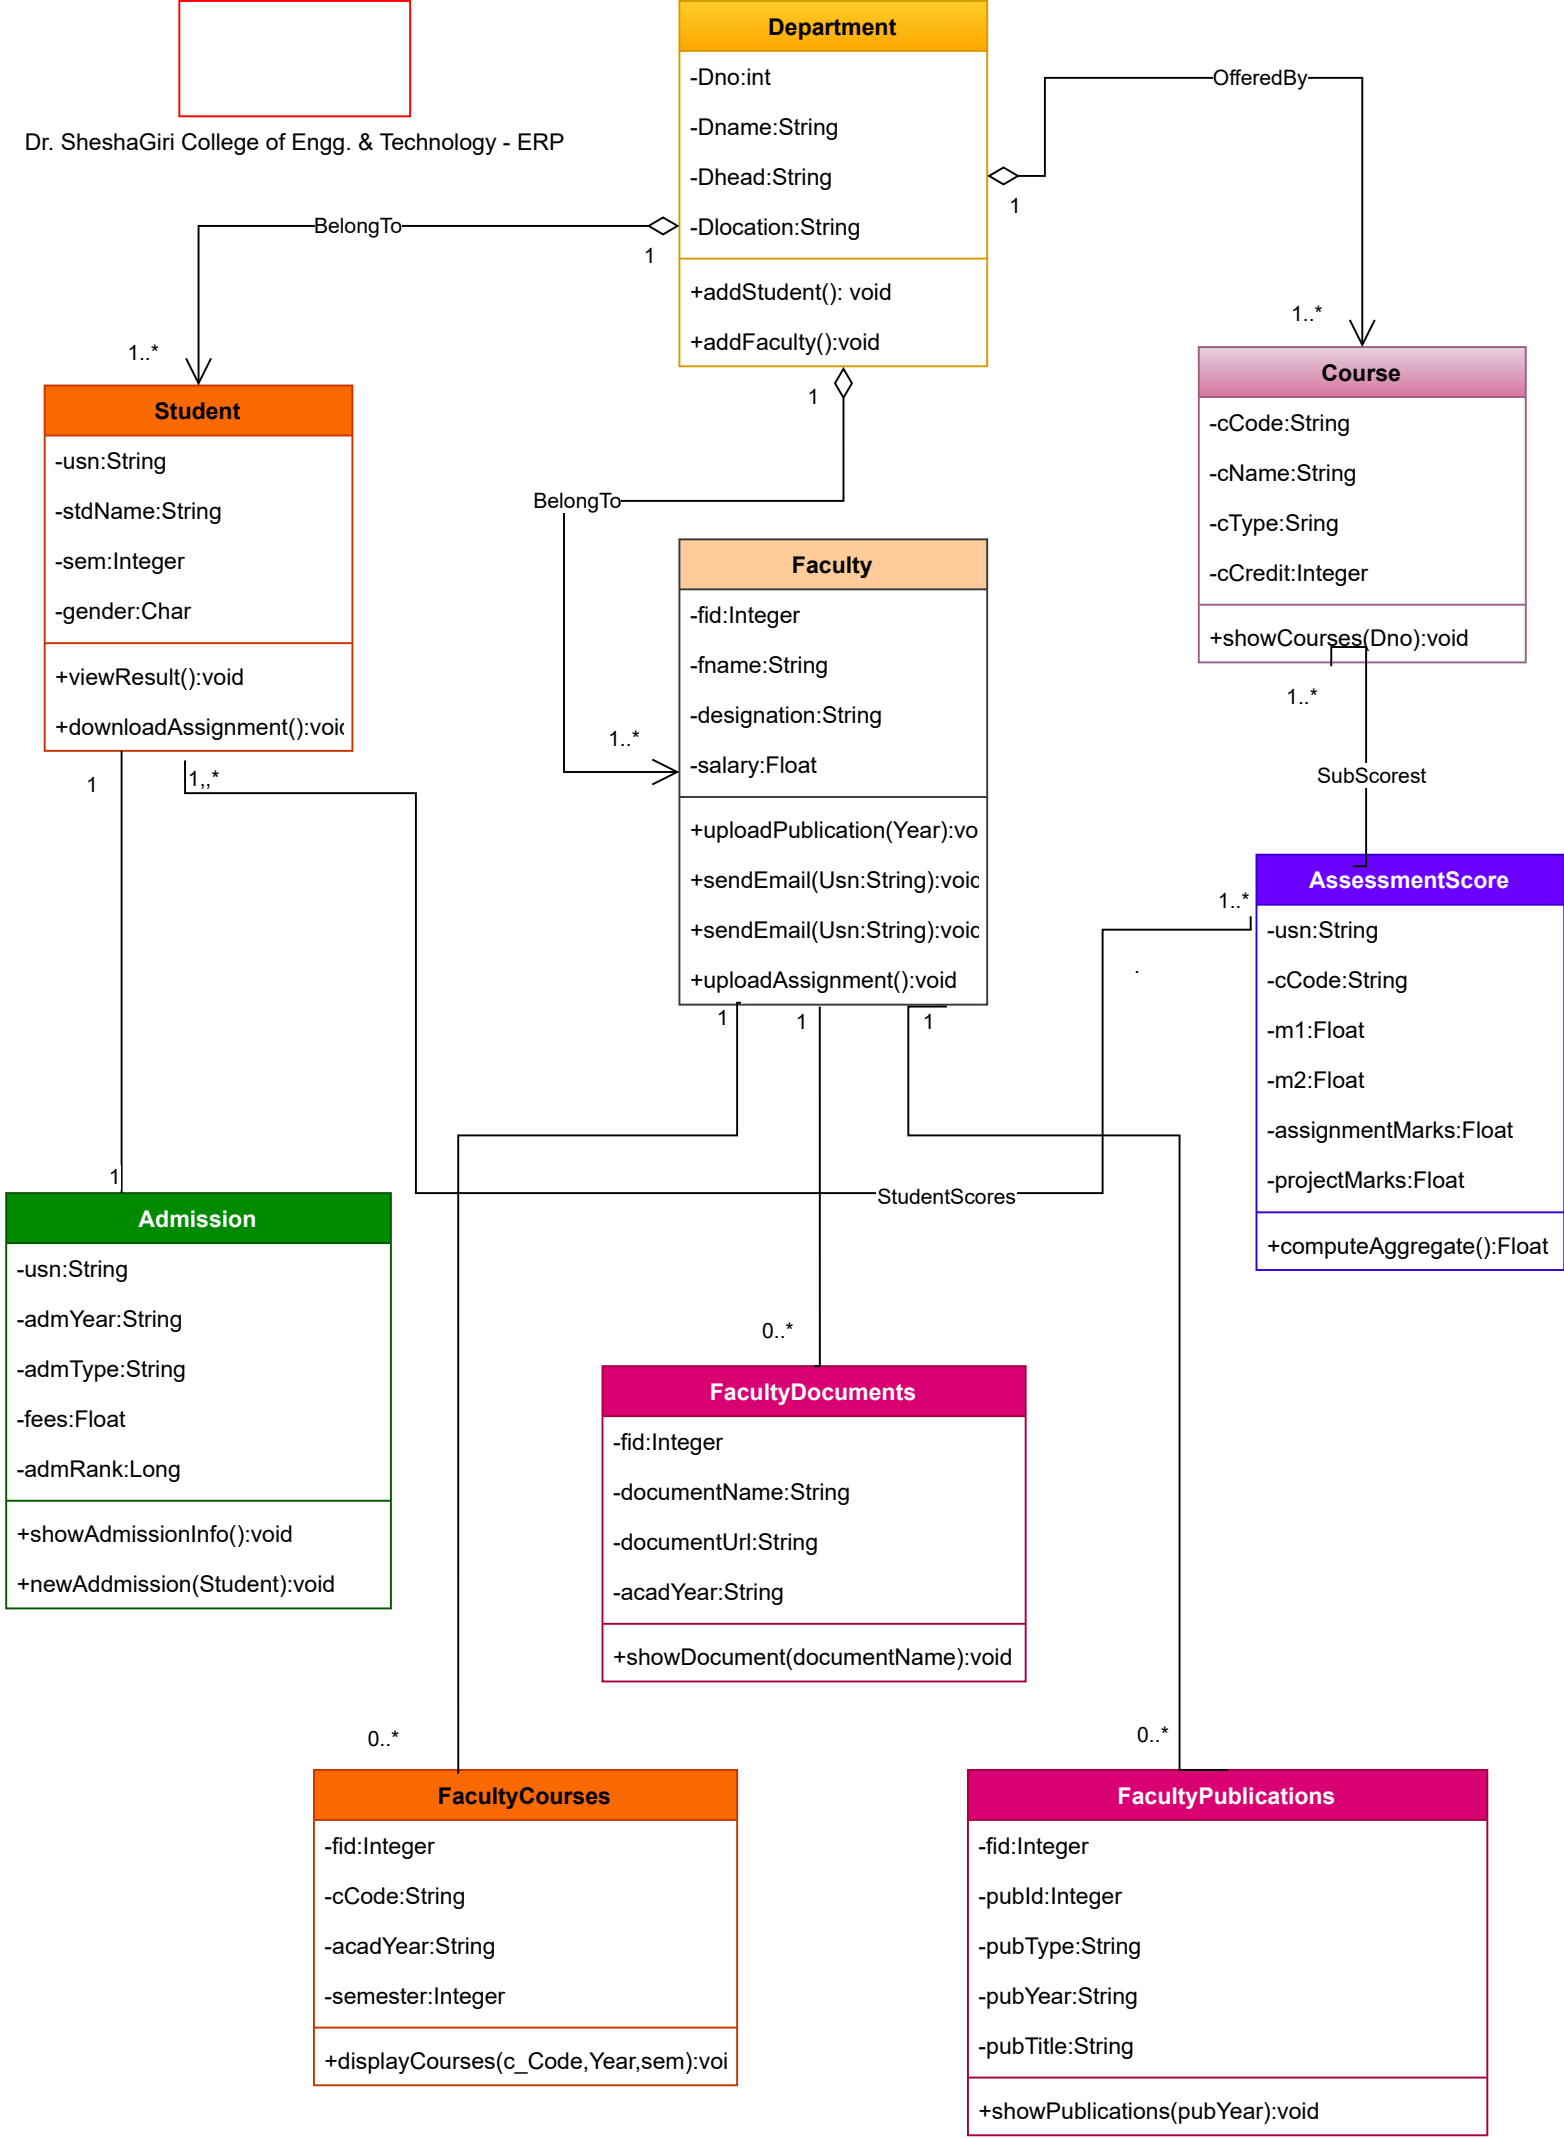 Dr. SheshaGiri College of Engg. & Technology - ERP
Department
-Dno:int
-Dname:String
-Dhead:String
-Dlocation:String
+addStudent(): void
+addFaculty():void
OfferedBy
1
1..*
BelongTo
1
1..*
1
BelongTo
1..*
Student
-usn:String
-stdName:String
-sem:Integer
-gender:Char
+viewResult():void
+downloadAssignment():voic
1
1,,*
Course
-cCode:String
-cName:String
-cType:Sring
-cCredit:Integer
+showCourses(Dno):void
1..*
SubScorest
Faculty
-fid:Integer
-fname:String
-designation:String
-salary:Float
+uploadPublication(Year):vo
+sendEmail(Usn:String):voic
+sendEmail(Usn:String):voic
+uploadAssignment():void
1
1
1
1..*
.
AssessmentScore
-usn:String
-cCode:String
-m1:Float
-m2:Float
-assignmentMarks:Float
-projectMarks:Float
+computeAggregate():Float
StudentScores
1
Admission
-usn:String
-admYear:String
-admType:String
-fees:Float
-admRank:Long
+showAdmissionInfo():void
+newAddmission(Student):void
0..*
FacultyDocuments
-fid:Integer
-documentName:String
-documentUrl:String
-acadYear:String
+showDocument(documentName):void
0..*
FacultyCourses
-fid:Integer
-cCode:String
-acadYear:String
-semester:Integer
+displayCourses(c_Code,Year,sem):voi
0..*
FacultyPublications
-fid:Integer
-pubId:Integer
-pubType:String
-pubYear:String
-pubTitle:String
+showPublications(pubYear):void